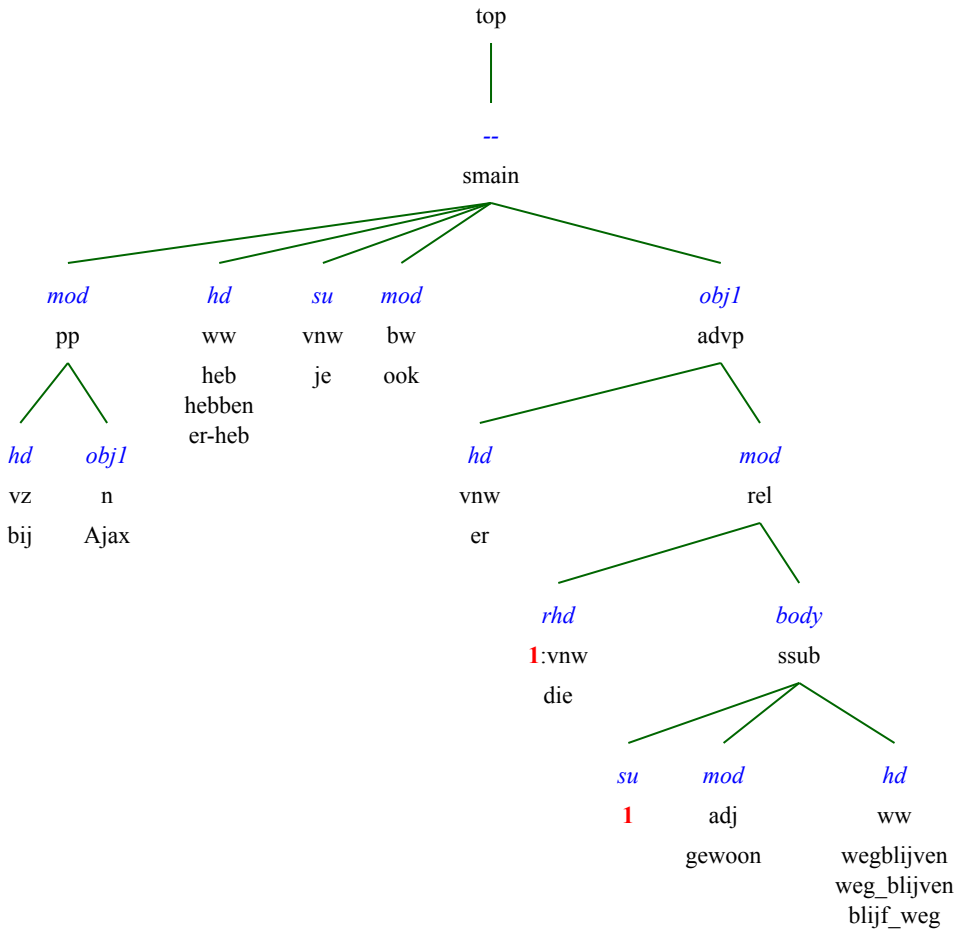 top
--
smain
mod hd su mod obj1
pp ww vnw bw advp
heb je ook
hebben
er-heb
hd obj1 hd mod
vz n vnw rel
bij Ajax er
rhd body
1:vnw ssub
die
su mod hd
1 adj ww
gewoon wegblijven
weg_blijven
blijf_weg